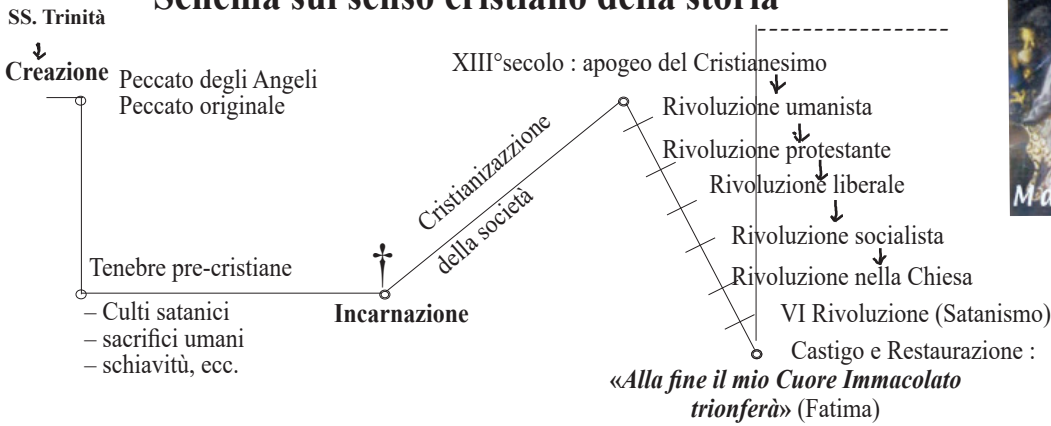 Schema sul senso cristiano della storia
SS. Trinità
Creazione
Peccato degli Angeli
Peccato originale
Tenebre pre-cristiane
– Culti satanici
– sacrifici umani
– schiavitù, ecc.
Incarnazione
Cristianizazzione
della società
XIII°secolo : apogeo del Cristianesimo
Rivoluzione umanista
Rivoluzione protestante
Rivoluzione liberale
Rivoluzione socialista
Rivoluzione nella Chiesa
VI Rivoluzione (Satanismo)
Castigo e Restaurazione :
«Alla fine il mio Cuore Immacolato
trionferà» (Fatima)